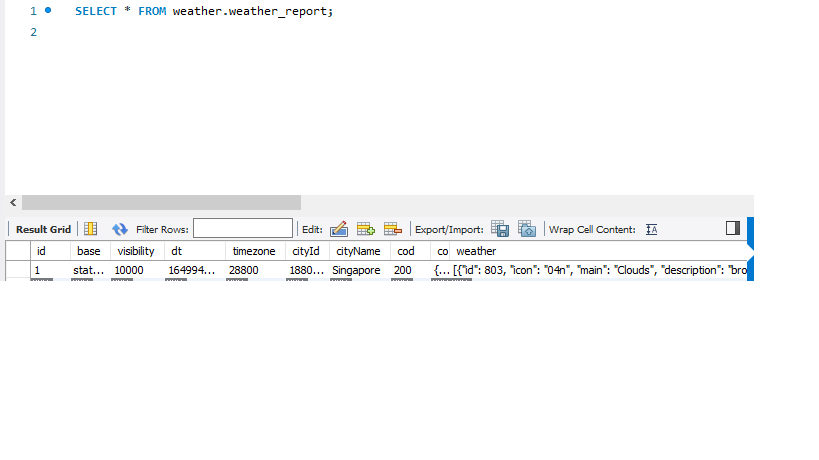 1 SELECT * FROM weather.weather_report;
2
Result Grid Filter Rows: Edit: Export/Import: Wrap Cell Content: IA
id base visibility dt timezone cityId cityName cod co weather
1 stat... 10000 164994... 28800 1880... Singapore 200 {... [{"id": 803, "icon": "04n", "main": "Clouds", "description": "bro